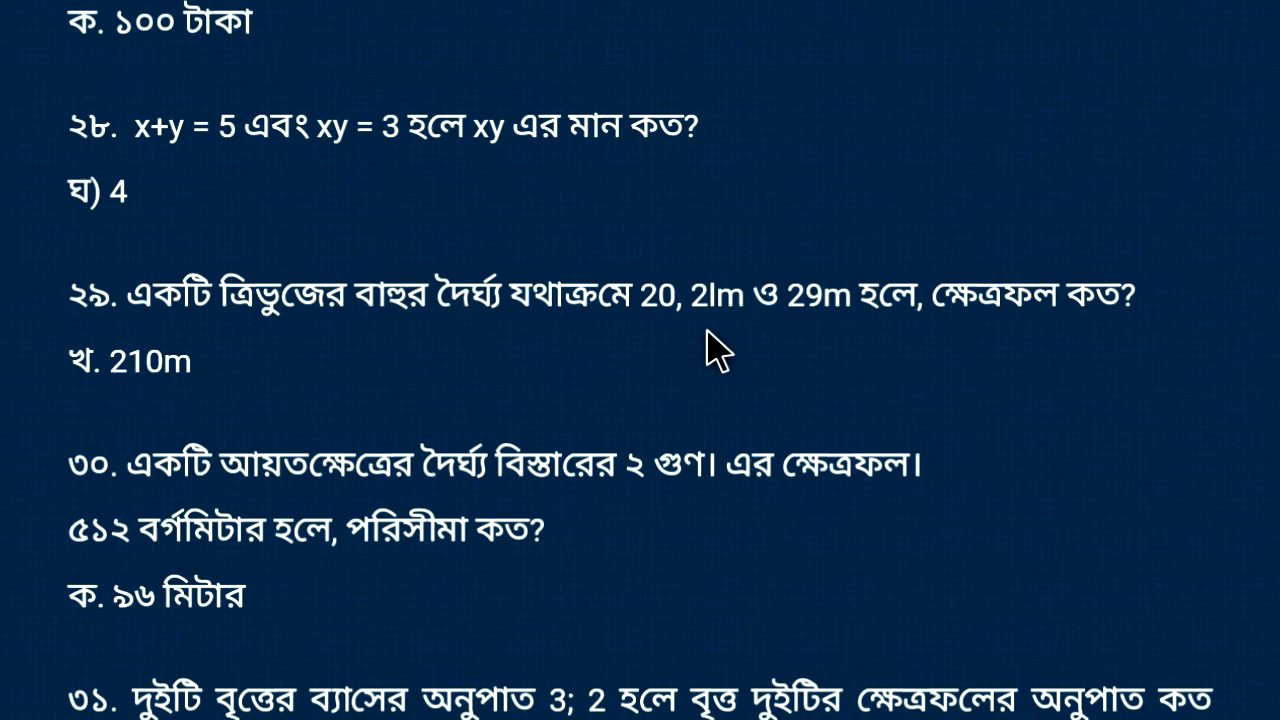 ক. ১০০ টাকা
২৮. x+y = 5 এবং xy = 3 হলে xy এর মান কত?
ঘ) 4
২৯. একটি ত্রিভুজের বাহুর দৈর্ঘ্য যথাক্রমে 20, 2lm ও 29m হলে, ক্ষেত্রফল কত?
খ. 210m
৩০. একটি আয়তক্ষেত্রের দৈর্ঘ্য বিস্তারের ২ গুণ। এর ক্ষেত্রফল।
৫১২ বর্গমিটার হলে, পরিসীমা কত?
ক. ৯৬ মিটার
৩১. দুইটি বৃত্তের ব্যাসের অনুপাত 3; 2 হলে বৃত্ত দুইটির ক্ষেত্রফলের অনুপাত কত